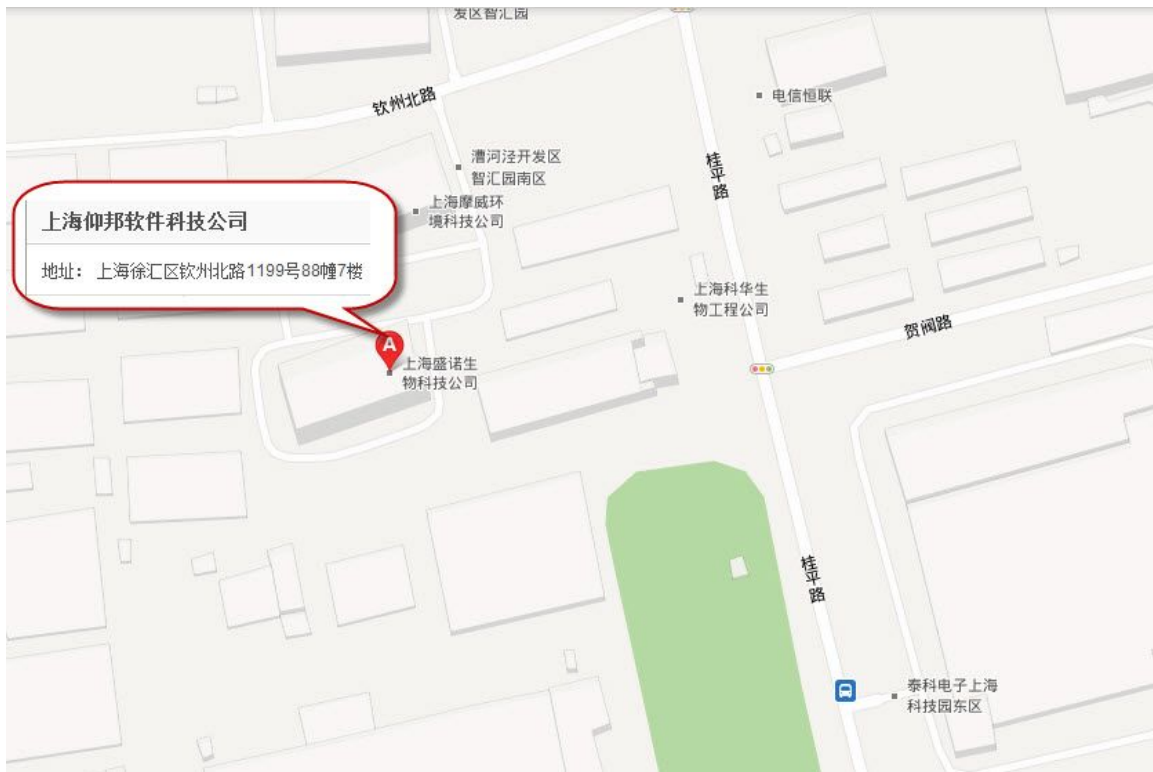 发区智汇园
钦州北路
电信恒联
漕河泾开发区
智汇园南区
桂平路
上海摩威环
境科技公司
上海仰邦软件科技公司
地址： 上海徐汇区钦州北路1199号88幢7楼
上海科华生
物工程公司
贺阀路
A
上海盛诺生
物科技公司
桂平路
泰科电子上海
科技园东区